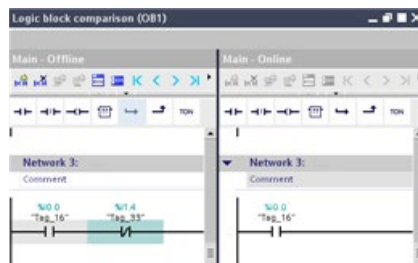 Logic block comparison (OB1)
Main - Offline
Main - Online
TON
TON
Network 3:
Comment
Network 3:
Comment
%I0.0
"Tag_16"
%I1.4
"Tag_33"
%I0.0
"Tag_16"